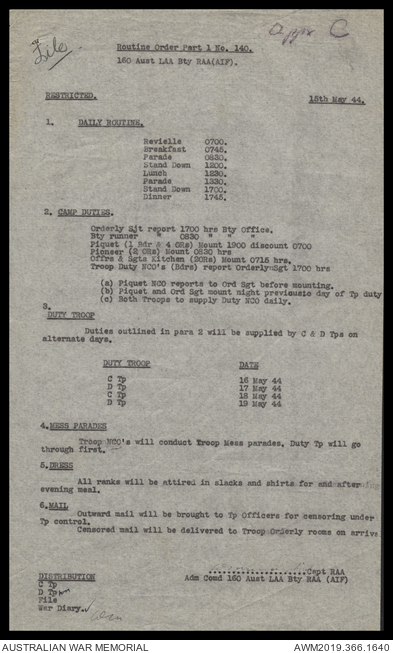 File
Appx C
Routine Order Part 1 No. 140.
160 Aust LAA Bty RAA(AIF).
RESTRICTED.
15th May 44.
1. DAILY ROUTINE.
Revielle 0700.
Breakfast 0745.
Parade 0830.
Stand Down 1200.
Lunch 1230.
Parade 1330.
Stand Down 1700.
Dinner 1745.
2. CAMP DUTIES.
Orderly Sjt report 1700 hrs Bty Office.
Bty runner " 0830 " " "
Piquet (1 Bdr & 4 ORs) Mount 1900 discount 0700
Pioneer (2 ORs) Mount 0830 hrs
Offrs & Sgts Kitchen (2ORs) Mount 0715 hrs.
Troop Duty NCO's (Bdrs) report Orderly Sgt 1700 hrs
(a) Piquet NCO reports to Ord Sgt before mounting.
(b) Piquet and Ord Sgt mount night previous to day of Tp duty
(c) Both Troops to supply Duty NCO daily.
3.
DUTY TROOP
Duties outlined in para 2 will be supplied by C & D Tps on
alternate days.
DUTY TROOP DATE
C Tp 16 May 44
D Tp 17 May 44
C Tp 18 May 44
D Tp 19 May 44
4. MESS PARADES
Troop NCO's will conduct Troop Mess parades. Duty Tp will go
through first.
5. DRESS
All ranks will be attired in slacks and shirts for and after
evening meal.
6. MAIL
Outward mail will be brought to Tp Officers for censoring under
Tp control.
Censored mail will be delivered to Troop Orderly rooms on arrive
....................Capt RAA
Adm Comd 160 Aust LAA Bty RAA (AIF)
DISTRIBUTION
C Tp
D Tp
File
War Diary
AUSTRALIAN WAR MEMORIAL AWM2019.366.1640